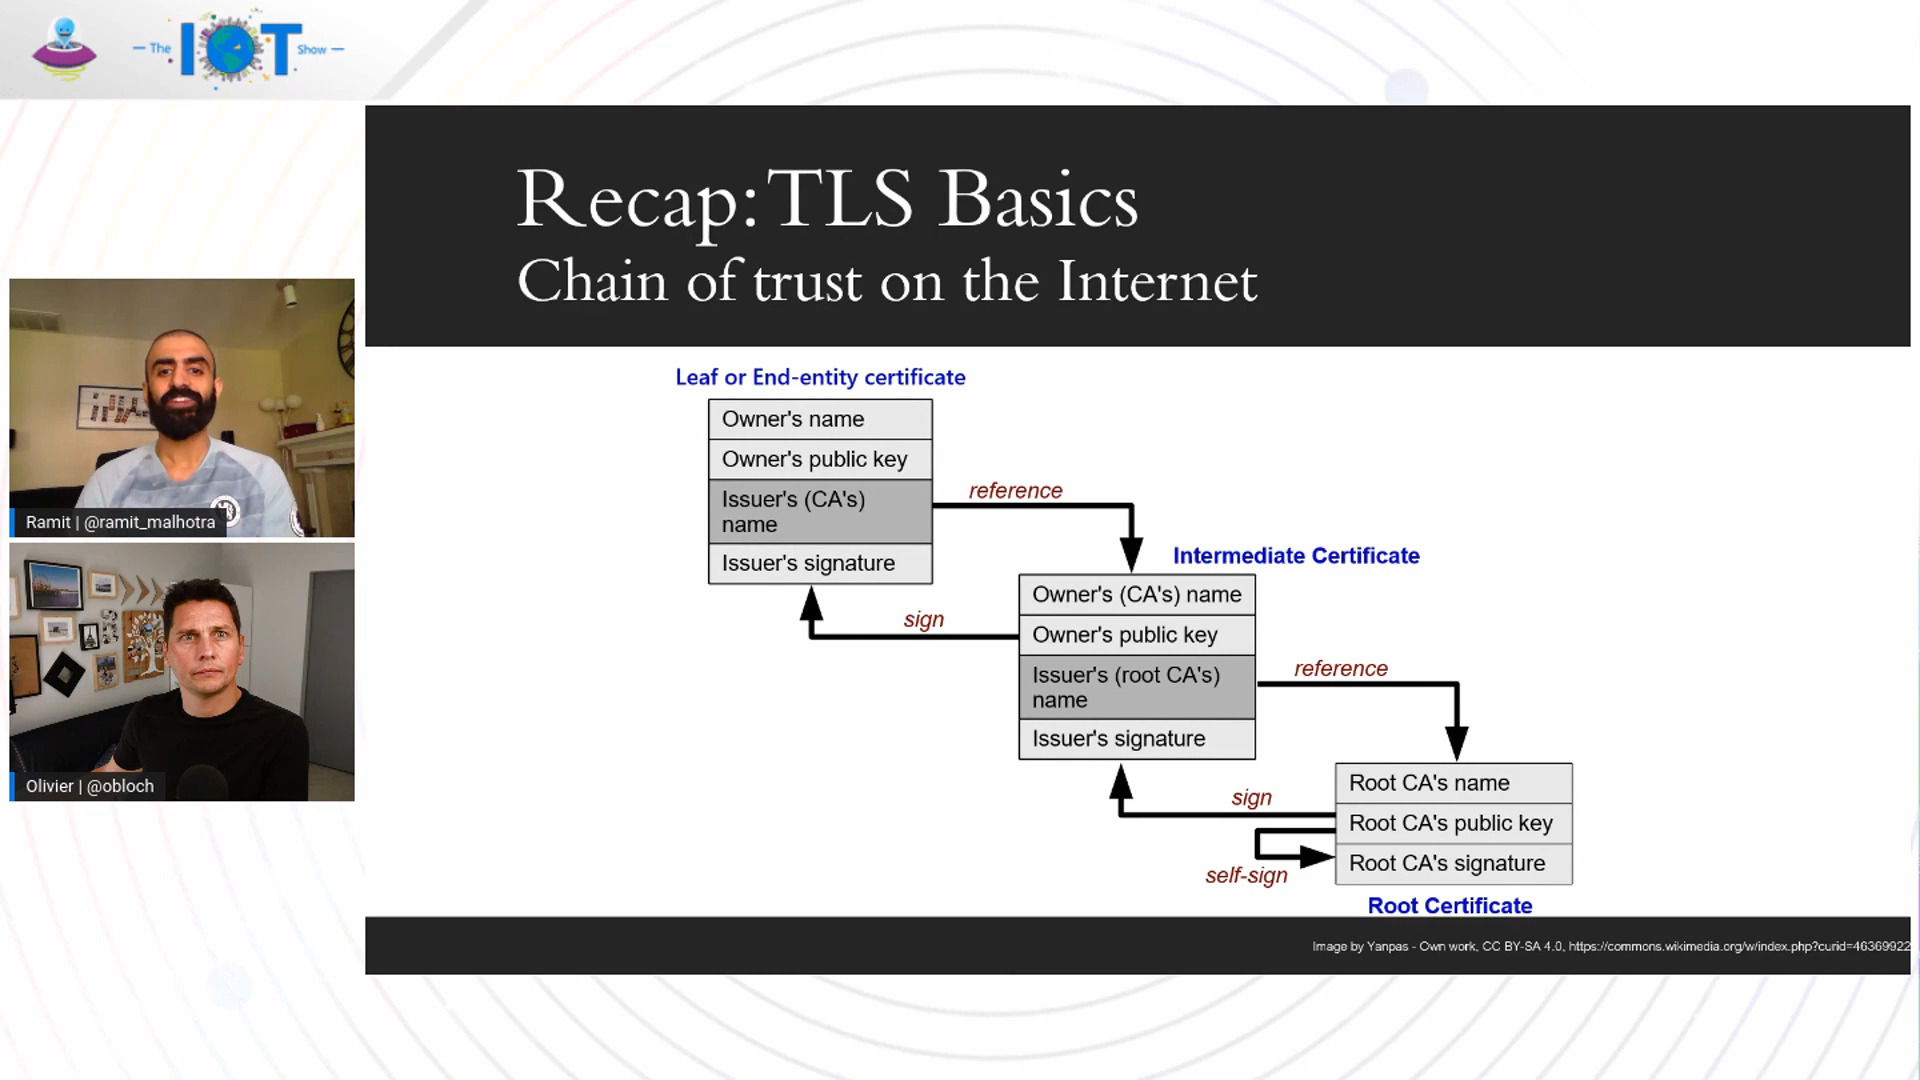 The IOT Show
Recap: TLS Basics
Chain of trust on the Internet
Ramit | @ramit_malhotra
Olivier | @obloch
Leaf or End-entity certificate
Owner's name
Owner's public key
Issuer's (CA's)
name
Issuer's signature
reference
sign
Intermediate Certificate
Owner's (CA's) name
Owner's public key
Issuer's (root CA's)
name
Issuer's signature
reference
sign
self-sign
Root CA's name
Root CA's public key
Root CA's signature
Root Certificate
Image by Yanpas - Own work, CC BY-SA 4.0, https://commons.wikimedia.org/w/index.php?curid=46369922